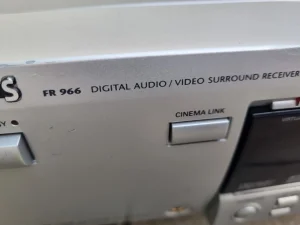 FR 966 DIGITAL AUDIO / VIDEO SURROUND RECEIVER
CINEMA LINK